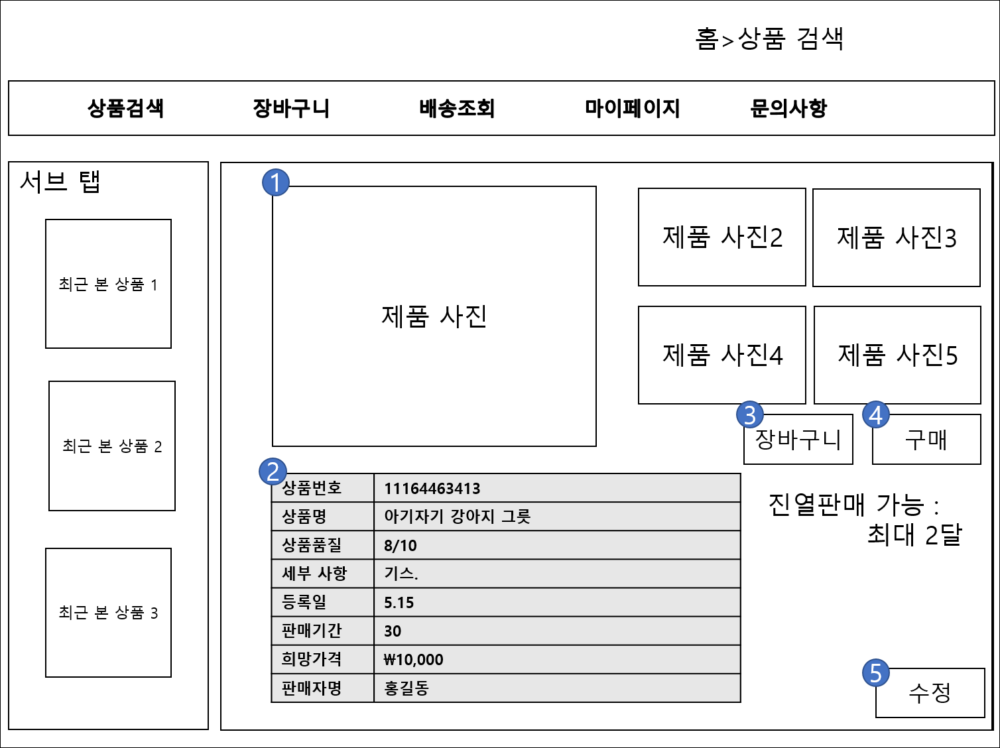 홈>상품 검색
상품검색 장바구니 배송조회 마이페이지 문의사항
서브 탭
최근 본 상품 1
최근 본 상품 2
최근 본 상품 3
1
제품 사진
제품 사진2 제품 사진3
제품 사진4 제품 사진5
3 장바구니
4 구매
2
상품번호 11164463413
상품명 아기자기 강아지 그릇
상품품질 8/10
세부 사항 기스.
등록일 5.15
판매기간 30
희망가격 ₩10,000
판매자명 홍길동
진열판매 가능 :
최대 2달
5 수정